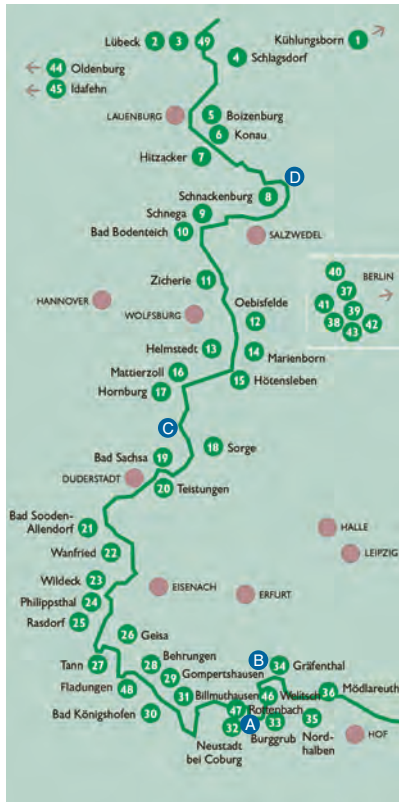 Lübeck 2 3 49
Kühlungsborn 1
4 Schlagsdorf
44 Oldenburg
45 Idafehn
LAUENBURG
5 Boizenburg
6 Konau
Hitzacker 7
D
Schnackenburg 8
Schnega 9
Bad Bodenteich 10
SALZWEDEL
Zicherie 11
40 BERLIN
37
41 39
38 43 42
HANNOVER
WOLFSBURG
Oebisfelde
12
Helmstedt 13
14
Marienborn
Mattierzoll 16
15 Hötensleben
Hornburg 17
C
18 Sorge
Bad Sachsa 19
DUDERSTADT
20 Teistungen
Bad Sooden-
Allendorf 21
HALLE
LEIPZIG
Wanfried 22
Wildeck 23
EISENACH
ERFURT
Philippsthal 24
Rasdorf 25
26 Geisa
Tann 27
28 Behrungen
29 Gompertshausen
B
34 Gräfenthal
Fladungen 48
31 Billmuthausen
46 Welitsch
36 Mödlareuth
Bad Königshofen 30
47 Rottenbach
32 A 33 35
Neustadt
bei Coburg
Burggrub
Nord-
halben
HOF